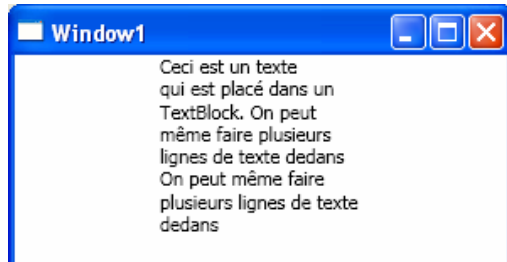 Window1
Ceci est un texte
qui est placé dans un
TextBlock. On peut
même faire plusieurs
lignes de texte dedans
On peut même faire
plusieurs lignes de texte
dedans